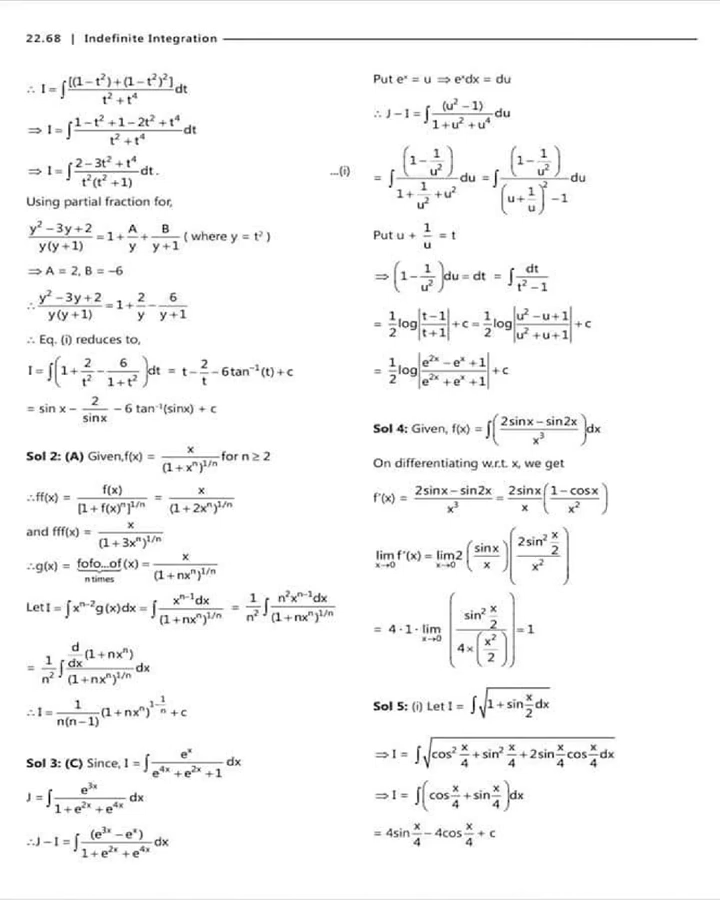 22.68 | Indefinite Integration
∴ I = ∫ [(1−t²)+(1−t²)²] / (t²+t⁴) dt
⇒ I = ∫ (1−t²+1−2t²+t⁴) / (t²+t⁴) dt
⇒ I = ∫ (2−3t²+t⁴) / (t²(t²+1)) dt. ...(i)
Using partial fraction for,
(y²−3y+2) / (y(y+1)) = 1 + A/y + B/(y+1) ( where y = t² )
⇒ A = 2, B = −6
∴ (y²−3y+2) / (y(y+1)) = 1 + 2/y − 6/(y+1)
∴ Eq. (i) reduces to,
I = ∫(1 + 2/t² − 6/(1+t²))dt = t − 2/t − 6tan⁻¹(t) + c
= sin x − 2/sinx − 6 tan⁻¹(sinx) + c
Sol 2: (A) Given,f(x) = x / (1+xⁿ)^(1/n) for n ≥ 2
∴ff(x) = f(x) / [1+f(x)ⁿ]^(1/n) = x / (1+2xⁿ)^(1/n)
and fff(x) = x / (1+3xⁿ)^(1/n)
∴g(x) = fofo...of (x) = x / (1+nxⁿ)^(1/n)
n times
Let I = ∫xⁿ⁻²g(x)dx = ∫ xⁿ⁻¹dx / (1+nxⁿ)^(1/n) = 1/n² ∫ n²xⁿ⁻¹dx / (1+nxⁿ)^(1/n)
= 1/n² ∫ (d/dx (1+nxⁿ)) / (1+nxⁿ)^(1/n) dx
∴I = 1/(n(n−1)) (1+nxⁿ)^(1−1/n) + c
Sol 3: (C) Since, I = ∫ eˣ / (e⁴ˣ+e²ˣ+1) dx
J = ∫ e³ˣ / (1+e²ˣ+e⁴ˣ) dx
∴J − I = ∫ (e³ˣ−eˣ) / (1+e²ˣ+e⁴ˣ) dx
Put eˣ = u ⇒ eˣdx = du
∴ J − I = ∫ (u²−1) / (1+u²+u⁴) du
= ∫ (1−1/u²) / (1+1/u²+u²) du = ∫ (1−1/u²) / ((u+1/u)²−1) du
Put u + 1/u = t
⇒ (1−1/u²)du = dt = ∫ dt/(t²−1)
= 1/2 log|(t−1)/(t+1)| + c = 1/2 log|(u²−u+1)/(u²+u+1)| + c
= 1/2 log|(e²ˣ−eˣ+1)/(e²ˣ+eˣ+1)| + c
Sol 4: Given, f(x) = ∫((2sinx−sin2x)/x³)dx
On differentiating w.r.t. x, we get
f'(x) = (2sinx−sin2x)/x³ = 2sinx/x ((1−cosx)/x²)
lim x→0 f'(x) = lim x→0 2 (sinx/x) (2sin² x/2 / x²)
= 4·1·lim x→0 (sin² x/2 / (4×(x²/2))) = 1
Sol 5: (i) Let I = ∫√(1+sin x/2 dx)
⇒ I = ∫√(cos² x/4 + sin² x/4 + 2sin x/4 cos x/4 dx)
⇒ I = ∫(cos x/4 + sin x/4)dx
= 4sin x/4 − 4cos x/4 + c